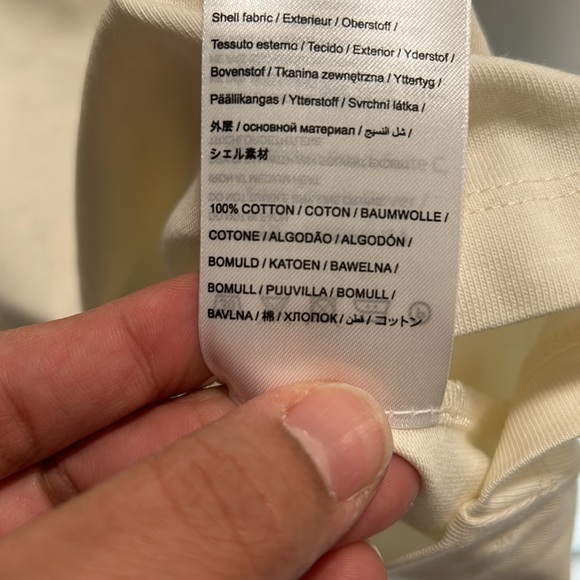 Shell fabric / Exterieur / Oberstoff /
Tessuto esterno / Tecido / Exterior / Yderstof /
Bovenstof / Tkanina zewnętrzna / Yttertyg /
Päällikangas / Ytterstoff / Svrchní látka /
外层 / основной материал / شل النسيج /
シェル素材
100% COTTON / COTON / BAUMWOLLE /
COTONE / ALGODÃO / ALGODÓN /
BOMULD / KATOEN / BAWELNA /
BOMULL / PUUVILLA / BOMULL /
BAVLNA / 棉 / ХЛОПОК / قطن / コットン